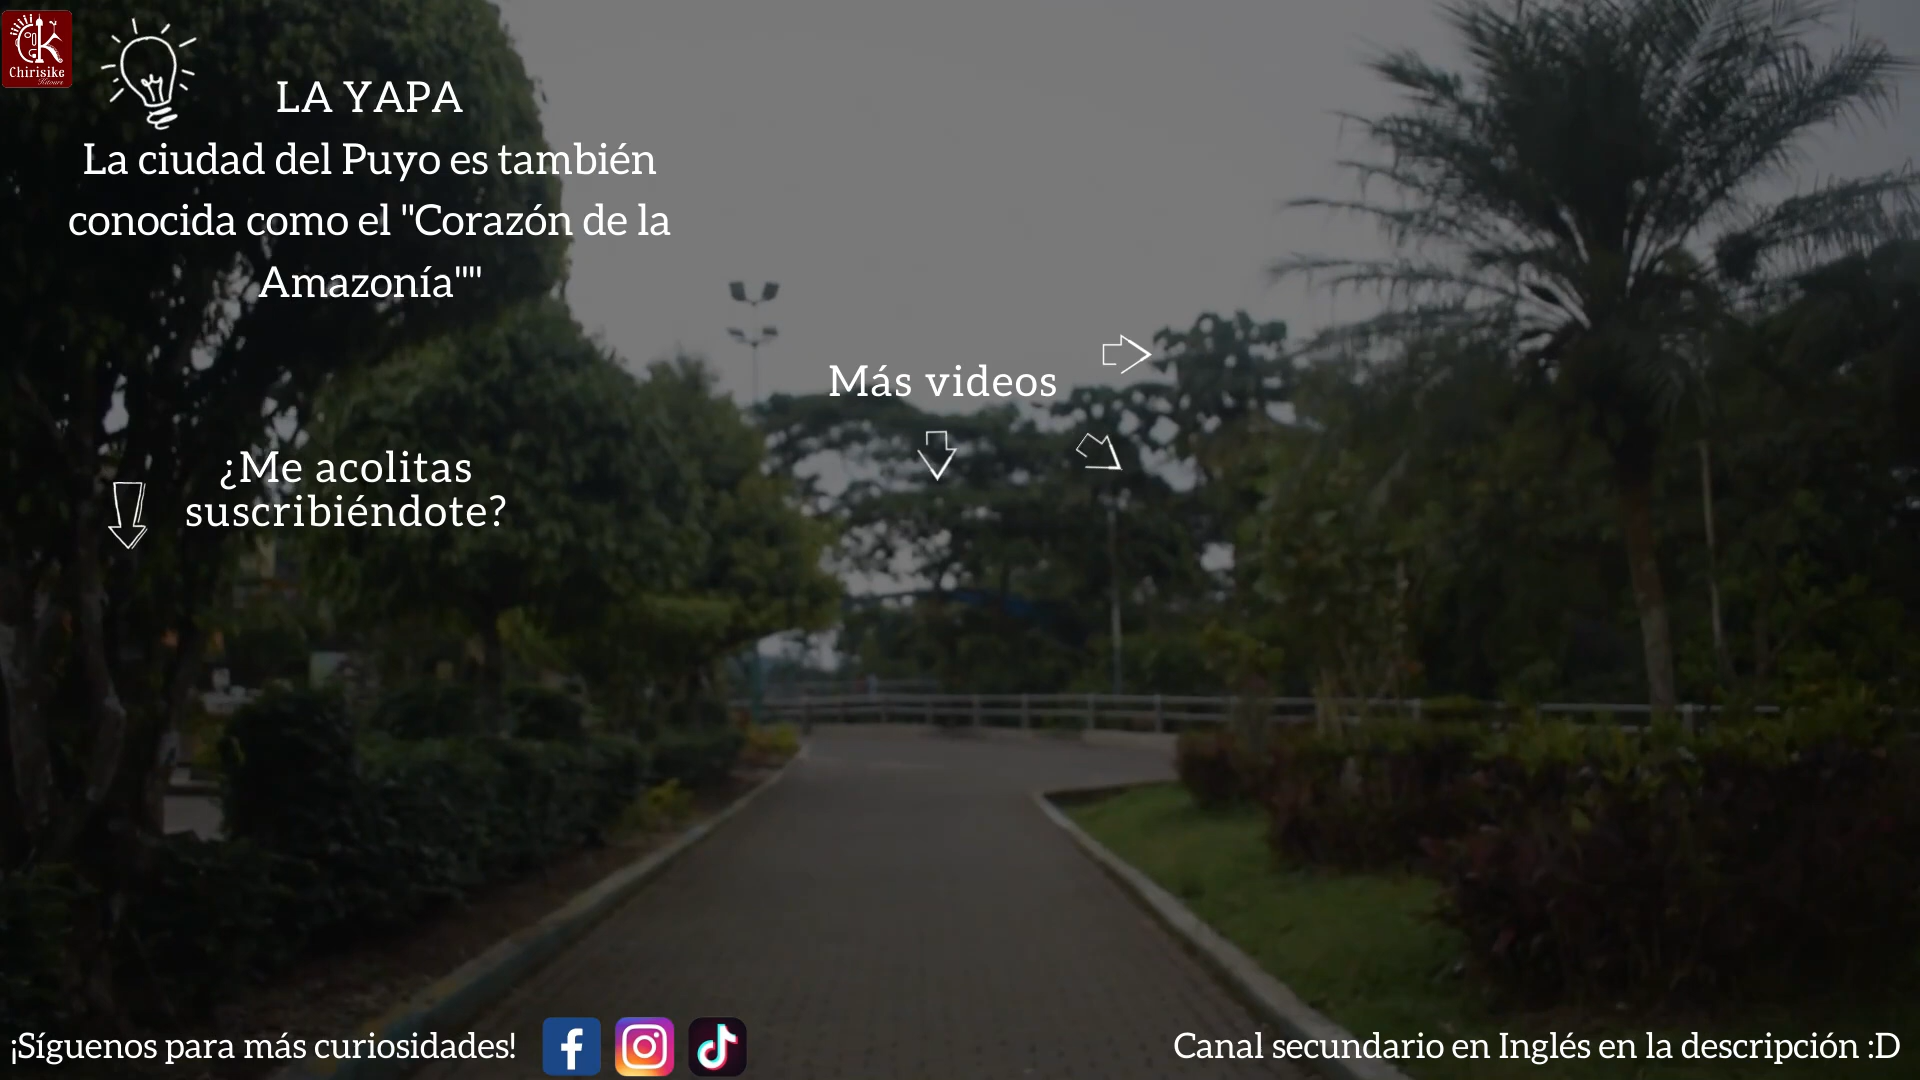 CK
Chirisike
LA YAPA
La ciudad del Puyo es también
conocida como el "Corazón de la
Amazonía""
Más videos
¿Me acolitas
suscribiéndote?
¡Síguenos para más curiosidades!
Canal secundario en Inglés en la descripción :D